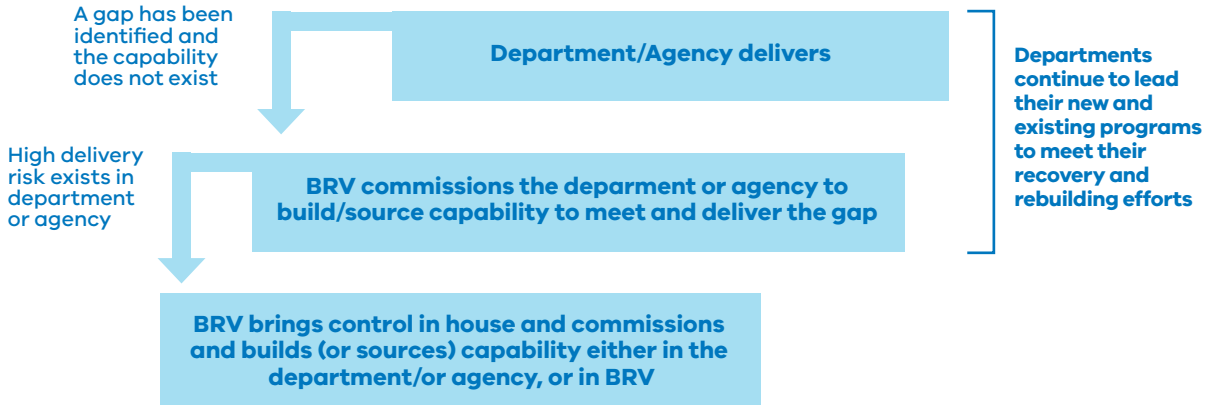 A gap has been
identified and
the capability
does not exist
Department/Agency delivers
Departments
continue to lead
their new and
existing programs
to meet their
recovery and
rebuilding efforts
High delivery
risk exists in
department
or agency
BRV commissions the deparment or agency to
build/source capability to meet and deliver the gap
BRV brings control in house and commissions
and builds (or sources) capability either in the
department/or agency, or in BRV